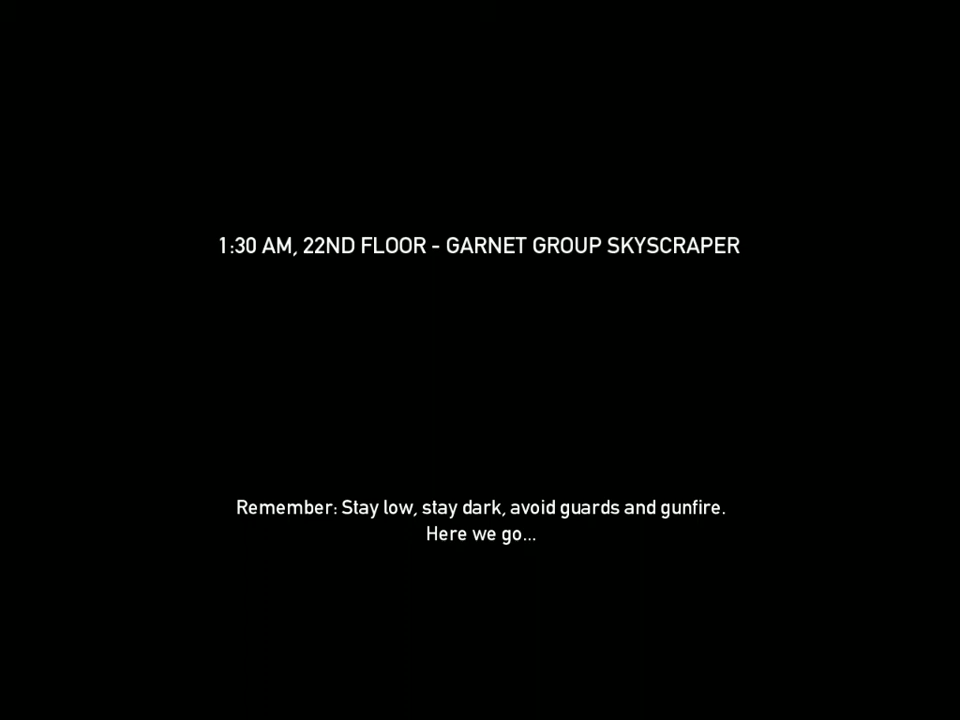 1:30 AM, 22ND FLOOR - GARNET GROUP SKYSCRAPER
Remember: Stay low, stay dark, avoid guards and gunfire.
Here we go...